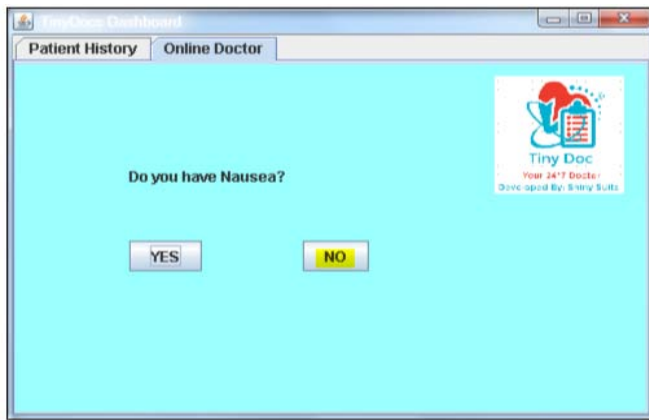 TinyDocs Dashboard
Patient History Online Doctor
Tiny Doc
Your 24*7 Doctor
Developed By: Shiny Suits
Do you have Nausea?
YES NO